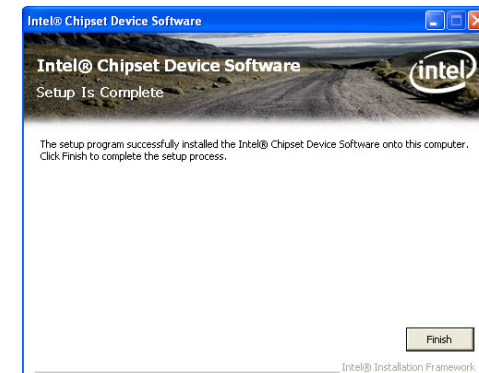 Intel® Chipset Device Software
Intel® Chipset Device Software
Setup Is Complete
intel
The setup program successfully installed the Intel® Chipset Device Software onto this computer.
Click Finish to complete the setup process.
Finish
Intel® Installation Framework